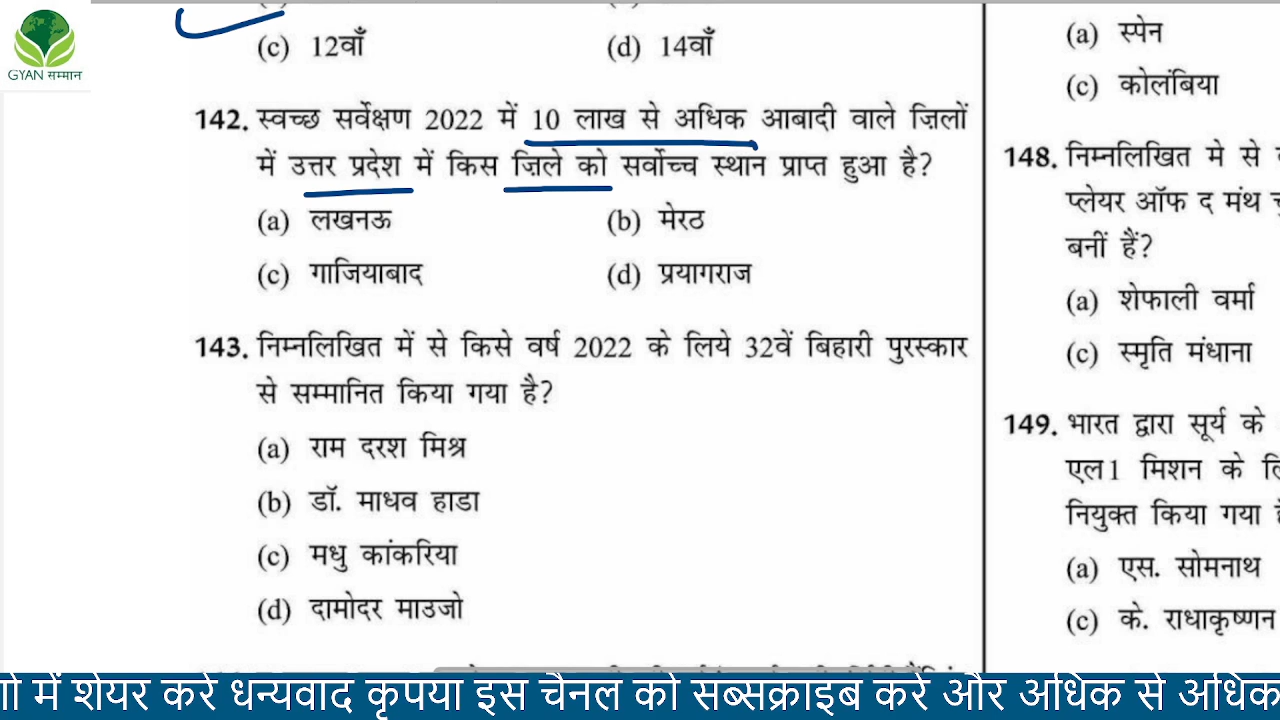 GYAN सम्मान
(c) 12वाँ (d) 14वाँ
142. स्वच्छ सर्वेक्षण 2022 में 10 लाख से अधिक आबादी वाले ज़िलों
में उत्तर प्रदेश में किस ज़िले को सर्वोच्च स्थान प्राप्त हुआ है?
(a) लखनऊ (b) मेरठ
(c) गाजियाबाद (d) प्रयागराज
143. निम्नलिखित में से किसे वर्ष 2022 के लिये 32वें बिहारी पुरस्कार
से सम्मानित किया गया है?
(a) राम दरश मिश्र
(b) डॉ. माधव हाडा
(c) मधु कांकरिया
(d) दामोदर माउजो
(a) स्पेन
(c) कोलंबिया
148. निम्नलिखित मे से
प्लेयर ऑफ द मंथ
बनीं हैं?
(a) शेफाली वर्मा
(c) स्मृति मंधाना
149. भारत द्वारा सूर्य के
एल1 मिशन के
नियुक्त किया गया
(a) एस. सोमनाथ
(c) के. राधाकृष्णन
में शेयर करें धन्यवाद कृपया इस चैनल को सब्सक्राइब करें और अधिक से अधिक